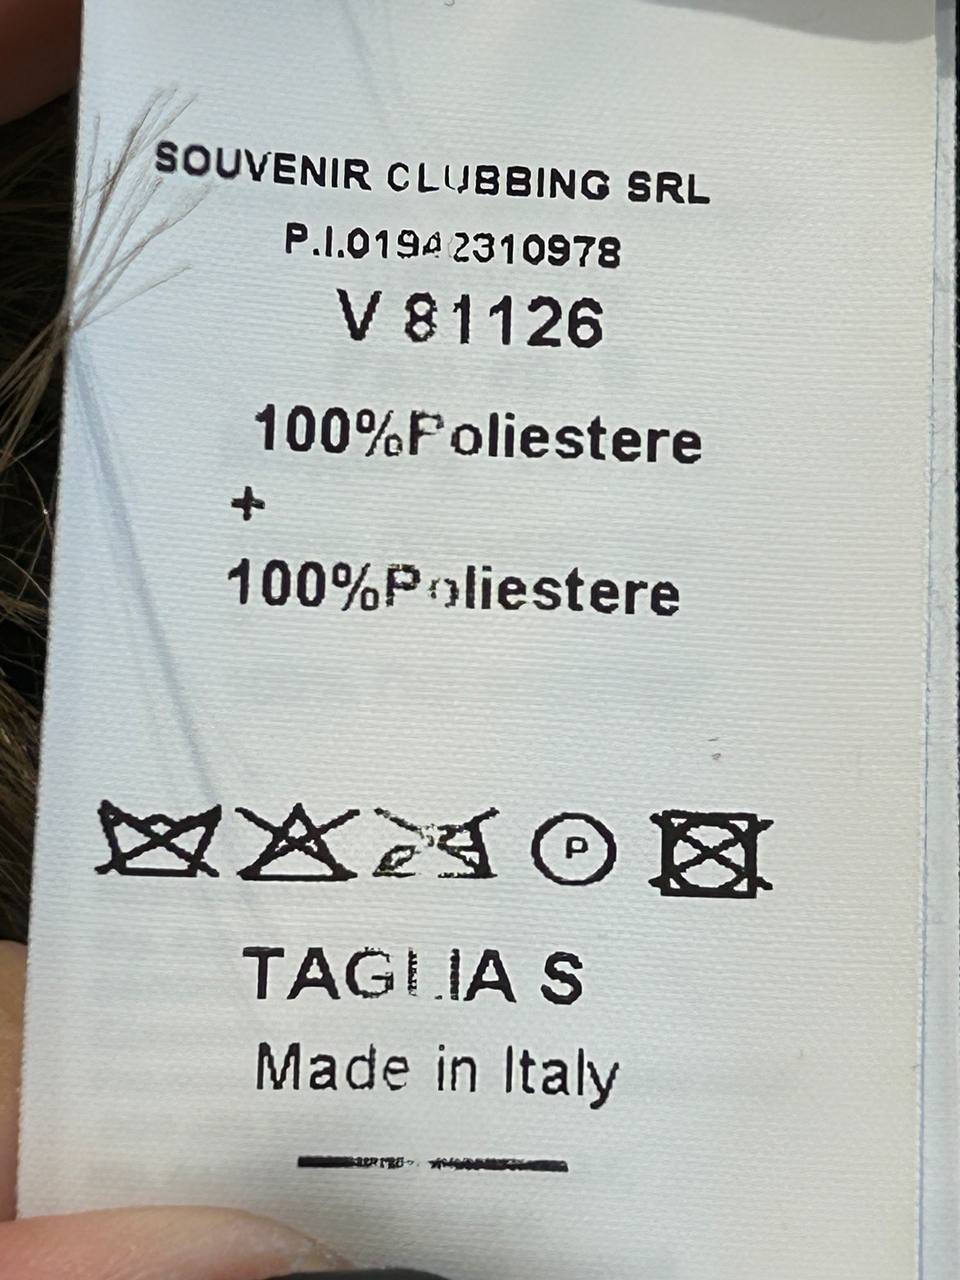 SOUVENIR CLUBBING SRL
P.I.01942310978
V 81126
100%Poliestere
+
100%Poliestere
P
TAGLIA S
Made in Italy